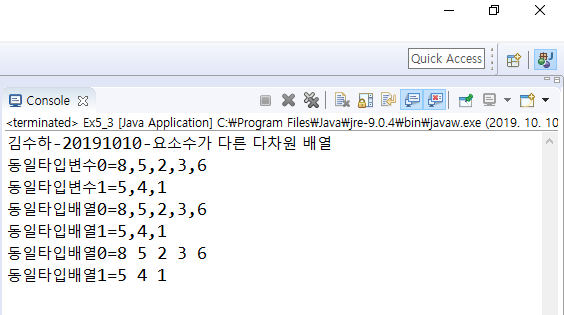 Quick Access
Console
<terminated> Ex5_3 [Java Application] C:₩Program Files₩Java₩jre-9.0.4₩bin₩javaw.exe (2019. 10. 10
김수하-20191010-요소수가 다른 다차원 배열
동일타입변수0=8,5,2,3,6
동일타입변수1=5,4,1
동일타입배열0=8,5,2,3,6
동일타입배열1=5,4,1
동일타입배열0=8 5 2 3 6
동일타입배열1=5 4 1